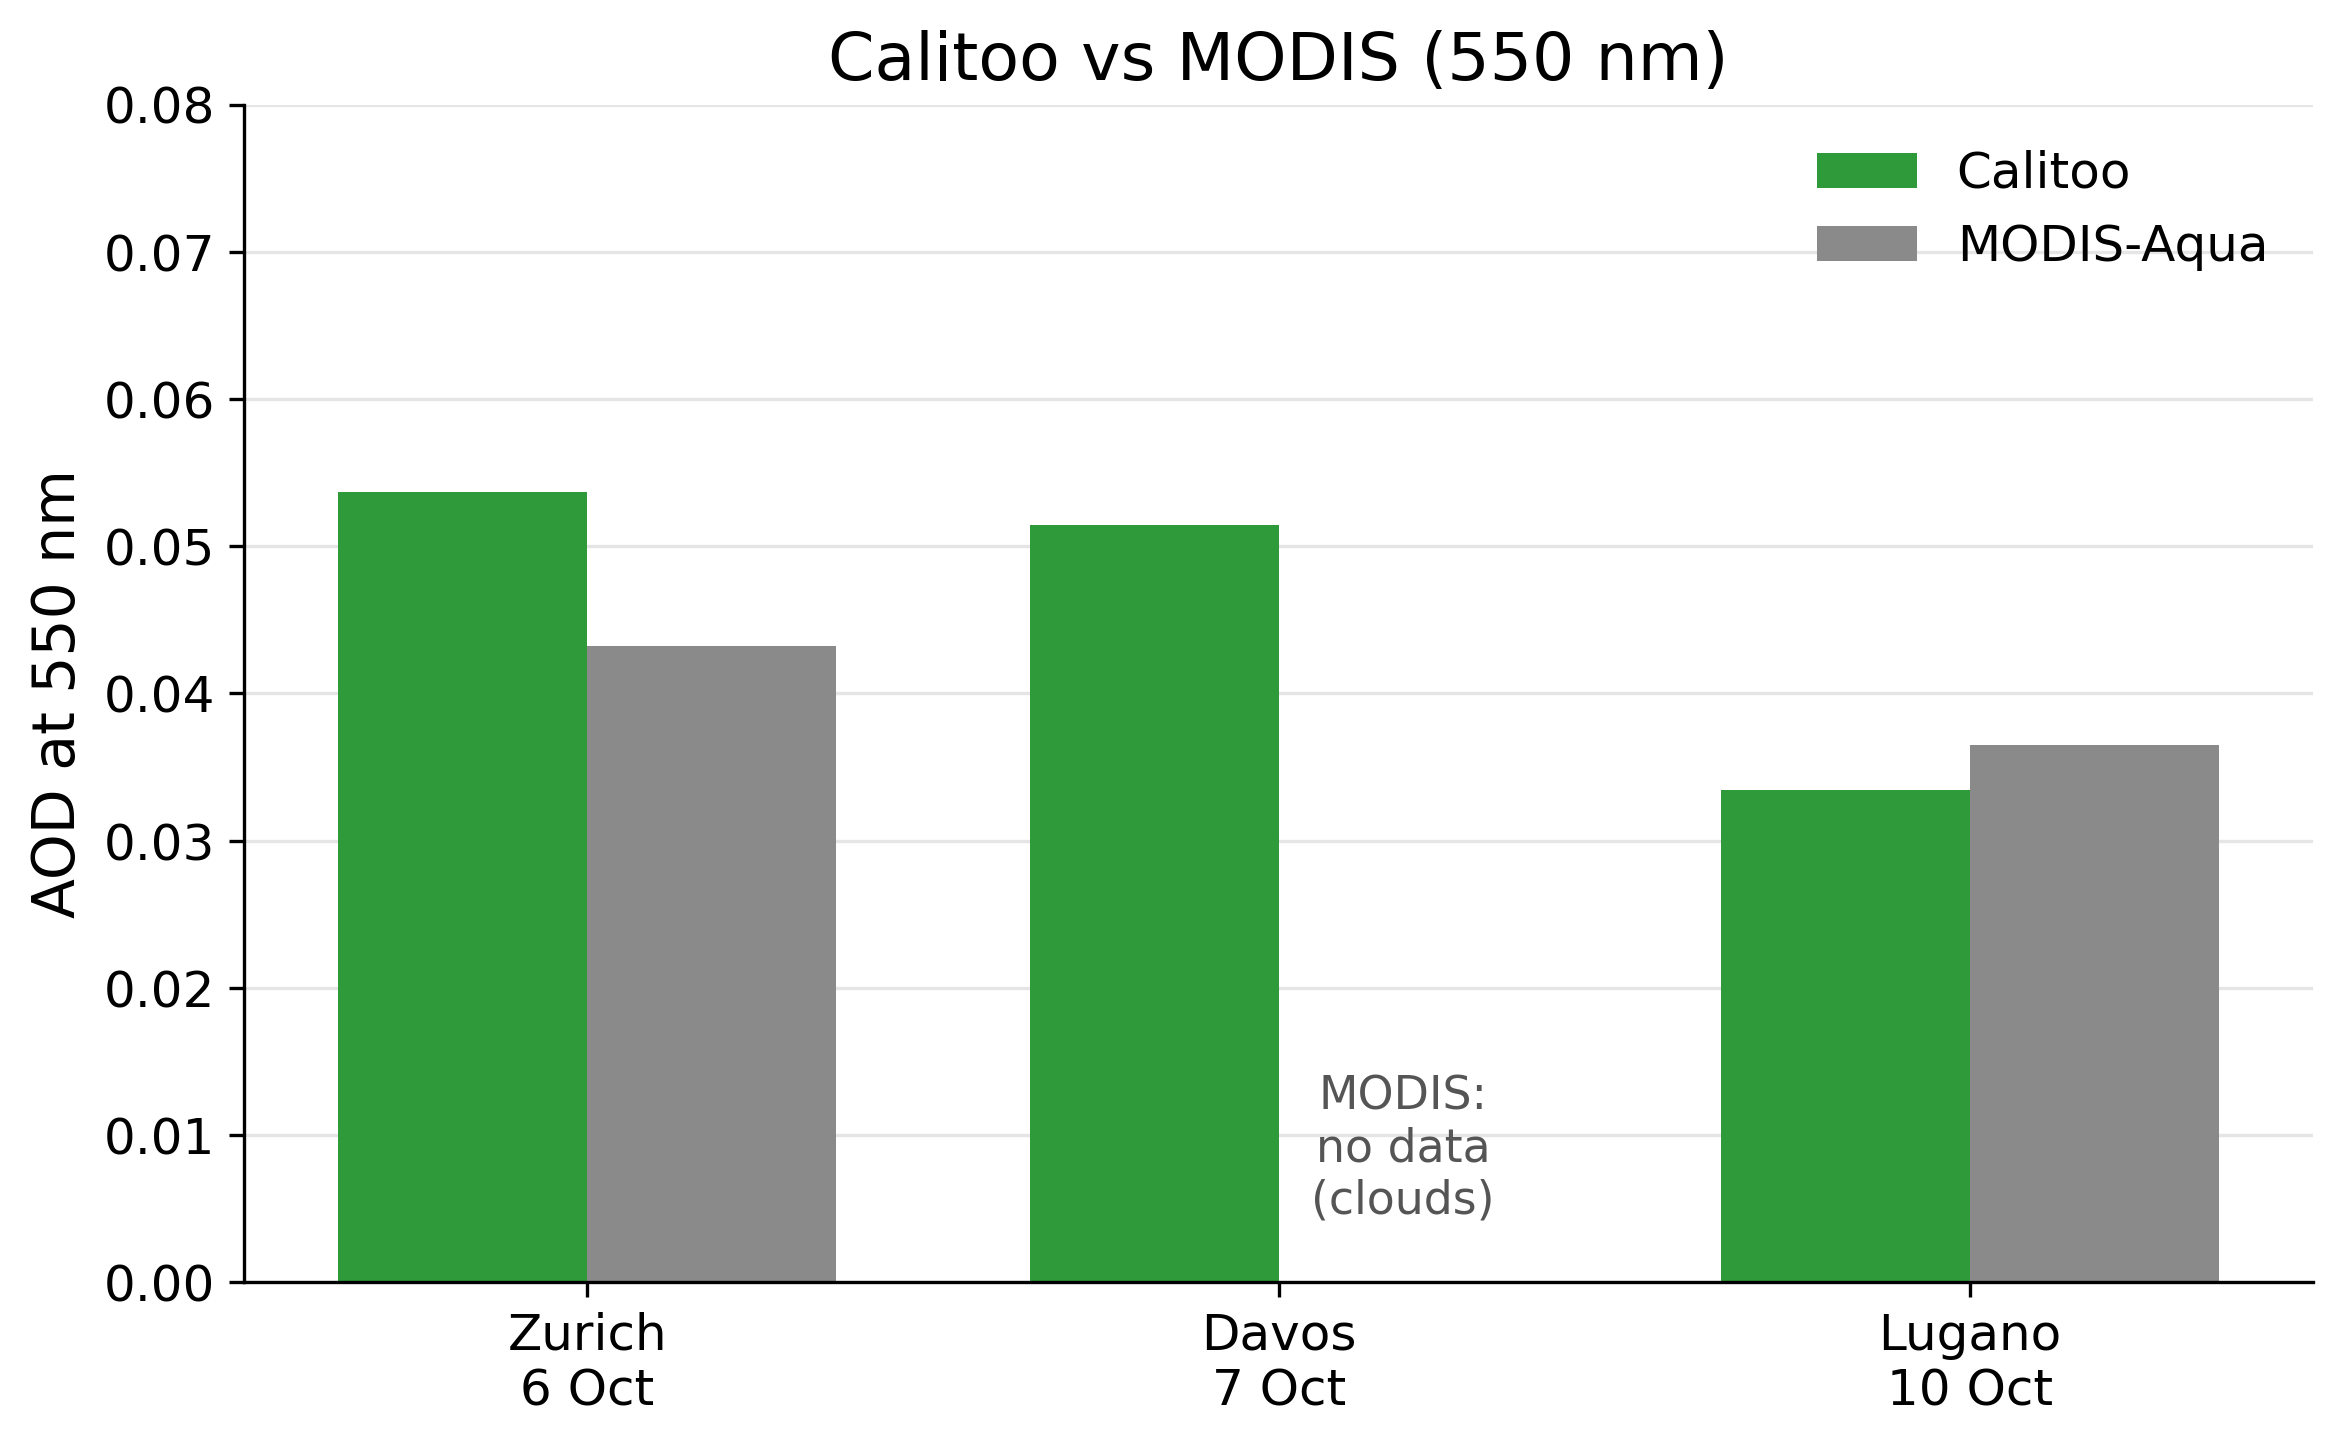 Calitoo vs MODIS (550 nm)
0.08
0.07
0.06
0.05
0.04
0.03
0.02
0.01
0.00
AOD at 550 nm
Calitoo
MODIS-Aqua
MODIS:
no data
(clouds)
Zurich
6 Oct
Davos
7 Oct
Lugano
10 Oct